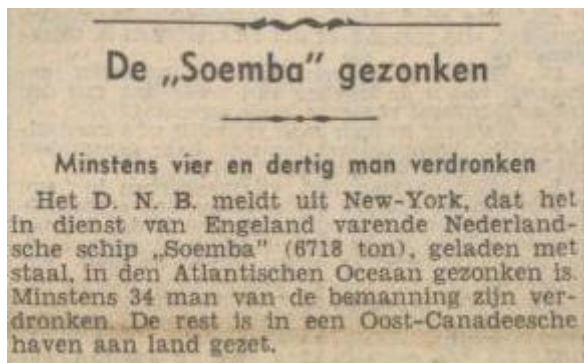 De „Soemba” gezonken
Minstens vier en dertig man verdronken
Het D. N. B. meldt uit New-York, dat het
in dienst van Engeland varende Nederland-
sche schip „Soemba” (6718 ton), geladen met
staal, in den Atlantischen Oceaan gezonken is.
Minstens 34 man van de bemanning zijn ver-
dronken. De rest is in een Oost-Canadeesche
haven aan land gezet.